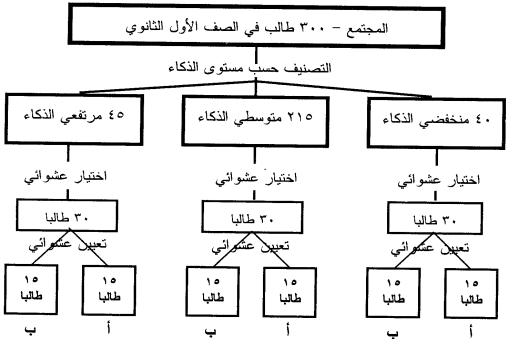 المجتمع - ٣٠٠ طالب في الصف الأول الثانوي
التصنيف حسب مستوى الذكاء
٤٠ منخفضي الذكاء
٢١٥ متوسطي الذكاء
٤٥ مرتفعي الذكاء
اختيار عشوائي
اختيار عشوائي
اختيار عشوائي
٣٠ طالبا
٣٠ طالبا
٣٠ طالبا
تعيين عشوائي
تعيين عشوائي
تعيين عشوائي
١٥
طالبا
١٥
طالبا
١٥
طالبا
١٥
طالبا
١٥
طالبا
١٥
طالبا
أ
ب
أ
ب
أ
ب